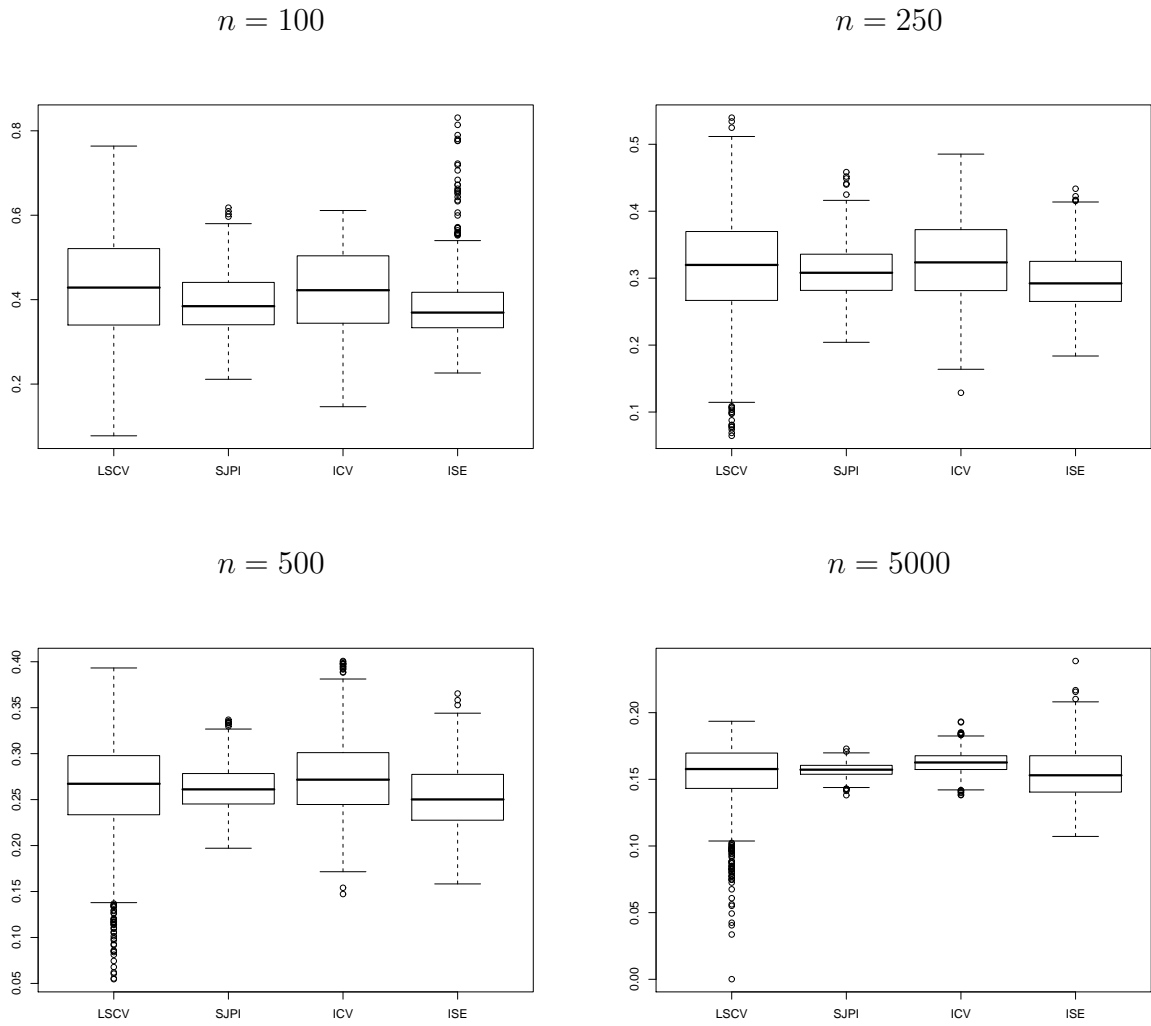 n = 100
0.8
0.6
0.4
0.2
LSCV SJPI ICV ISE
n = 250
0.5
0.4
0.3
0.2
0.1
LSCV SJPI ICV ISE
n = 500
0.40
0.35
0.30
0.25
0.20
0.15
0.10
0.05
LSCV SJPI ICV ISE
n = 5000
0.20
0.15
0.10
0.05
0.00
LSCV SJPI ICV ISE